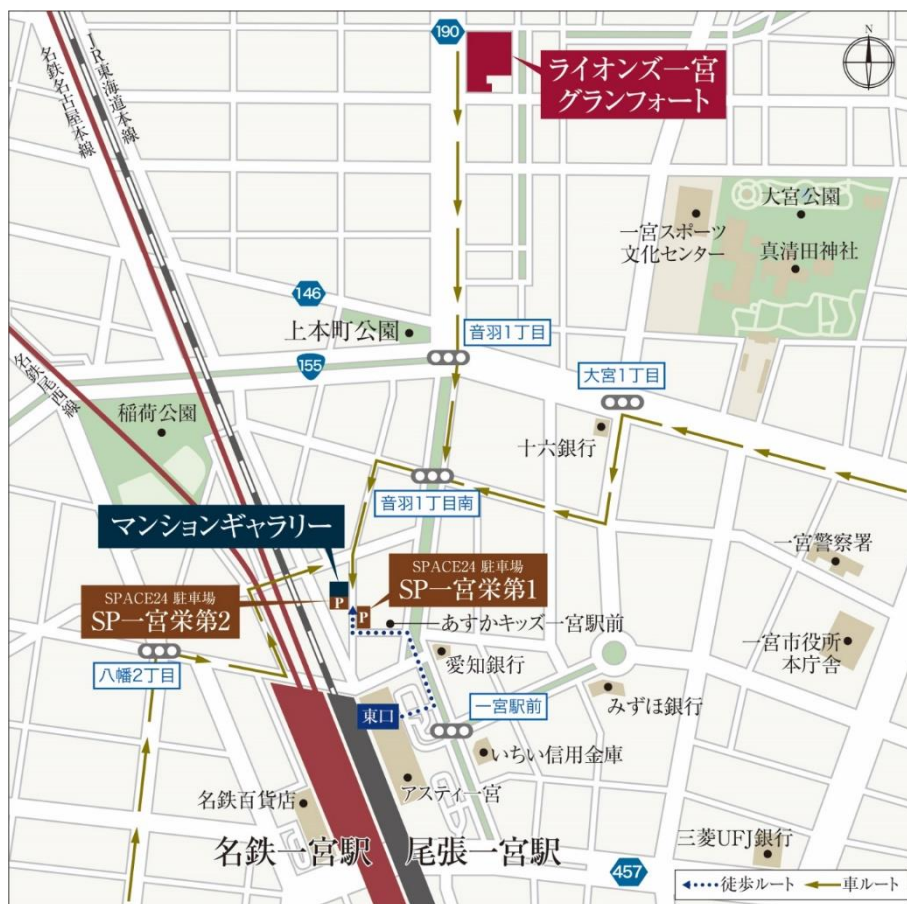 190
N
ライオンズ一宮
グランフォート
JR東海道本線
名鉄名古屋本線
大宮公園
一宮スポーツ
文化センター
真清田神社
146
上本町公園
音羽1丁目
155
大宮1丁目
名鉄尾西線
稲荷公園
十六銀行
音羽1丁目南
マンションギャラリー
一宮警察署
SPACE24 駐車場
SP一宮栄第1
SPACE24 駐車場
SP一宮栄第2
P
P
あすかキッズ一宮駅前
一宮市役所
本庁舎
愛知銀行
八幡2丁目
みずほ銀行
一宮駅前
東口
いちい信用金庫
アスティ一宮
名鉄百貨店
名鉄一宮駅
尾張一宮駅
三菱UFJ銀行
457
徒歩ルート
車ルート